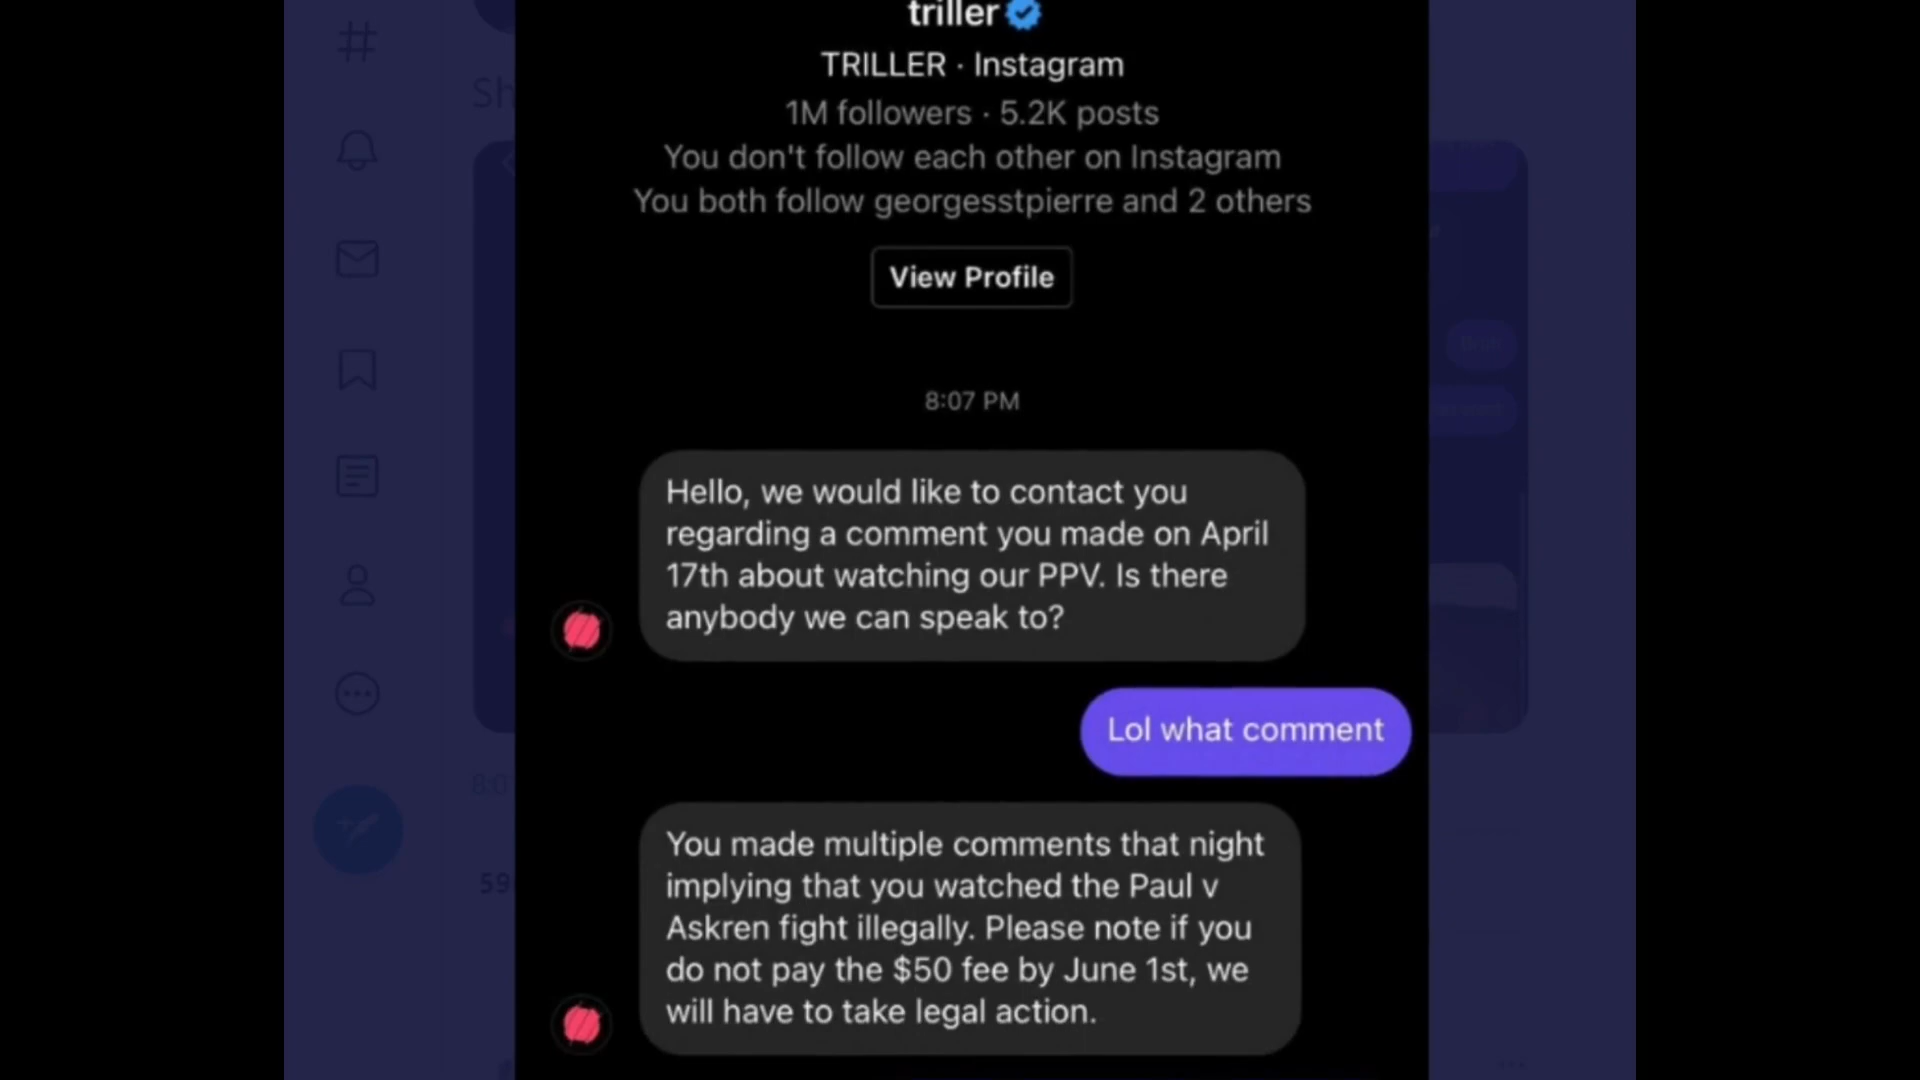 triller
TRILLER · Instagram
1M followers · 5.2K posts
You don't follow each other on Instagram
You both follow georgesstpierre and 2 others
View Profile
8:07 PM
Hello, we would like to contact you
regarding a comment you made on April
17th about watching our PPV. Is there
anybody we can speak to?
Lol what comment
You made multiple comments that night
implying that you watched the Paul v
Askren fight illegally. Please note if you
do not pay the $50 fee by June 1st, we
will have to take legal action.
Sh
8:0
59